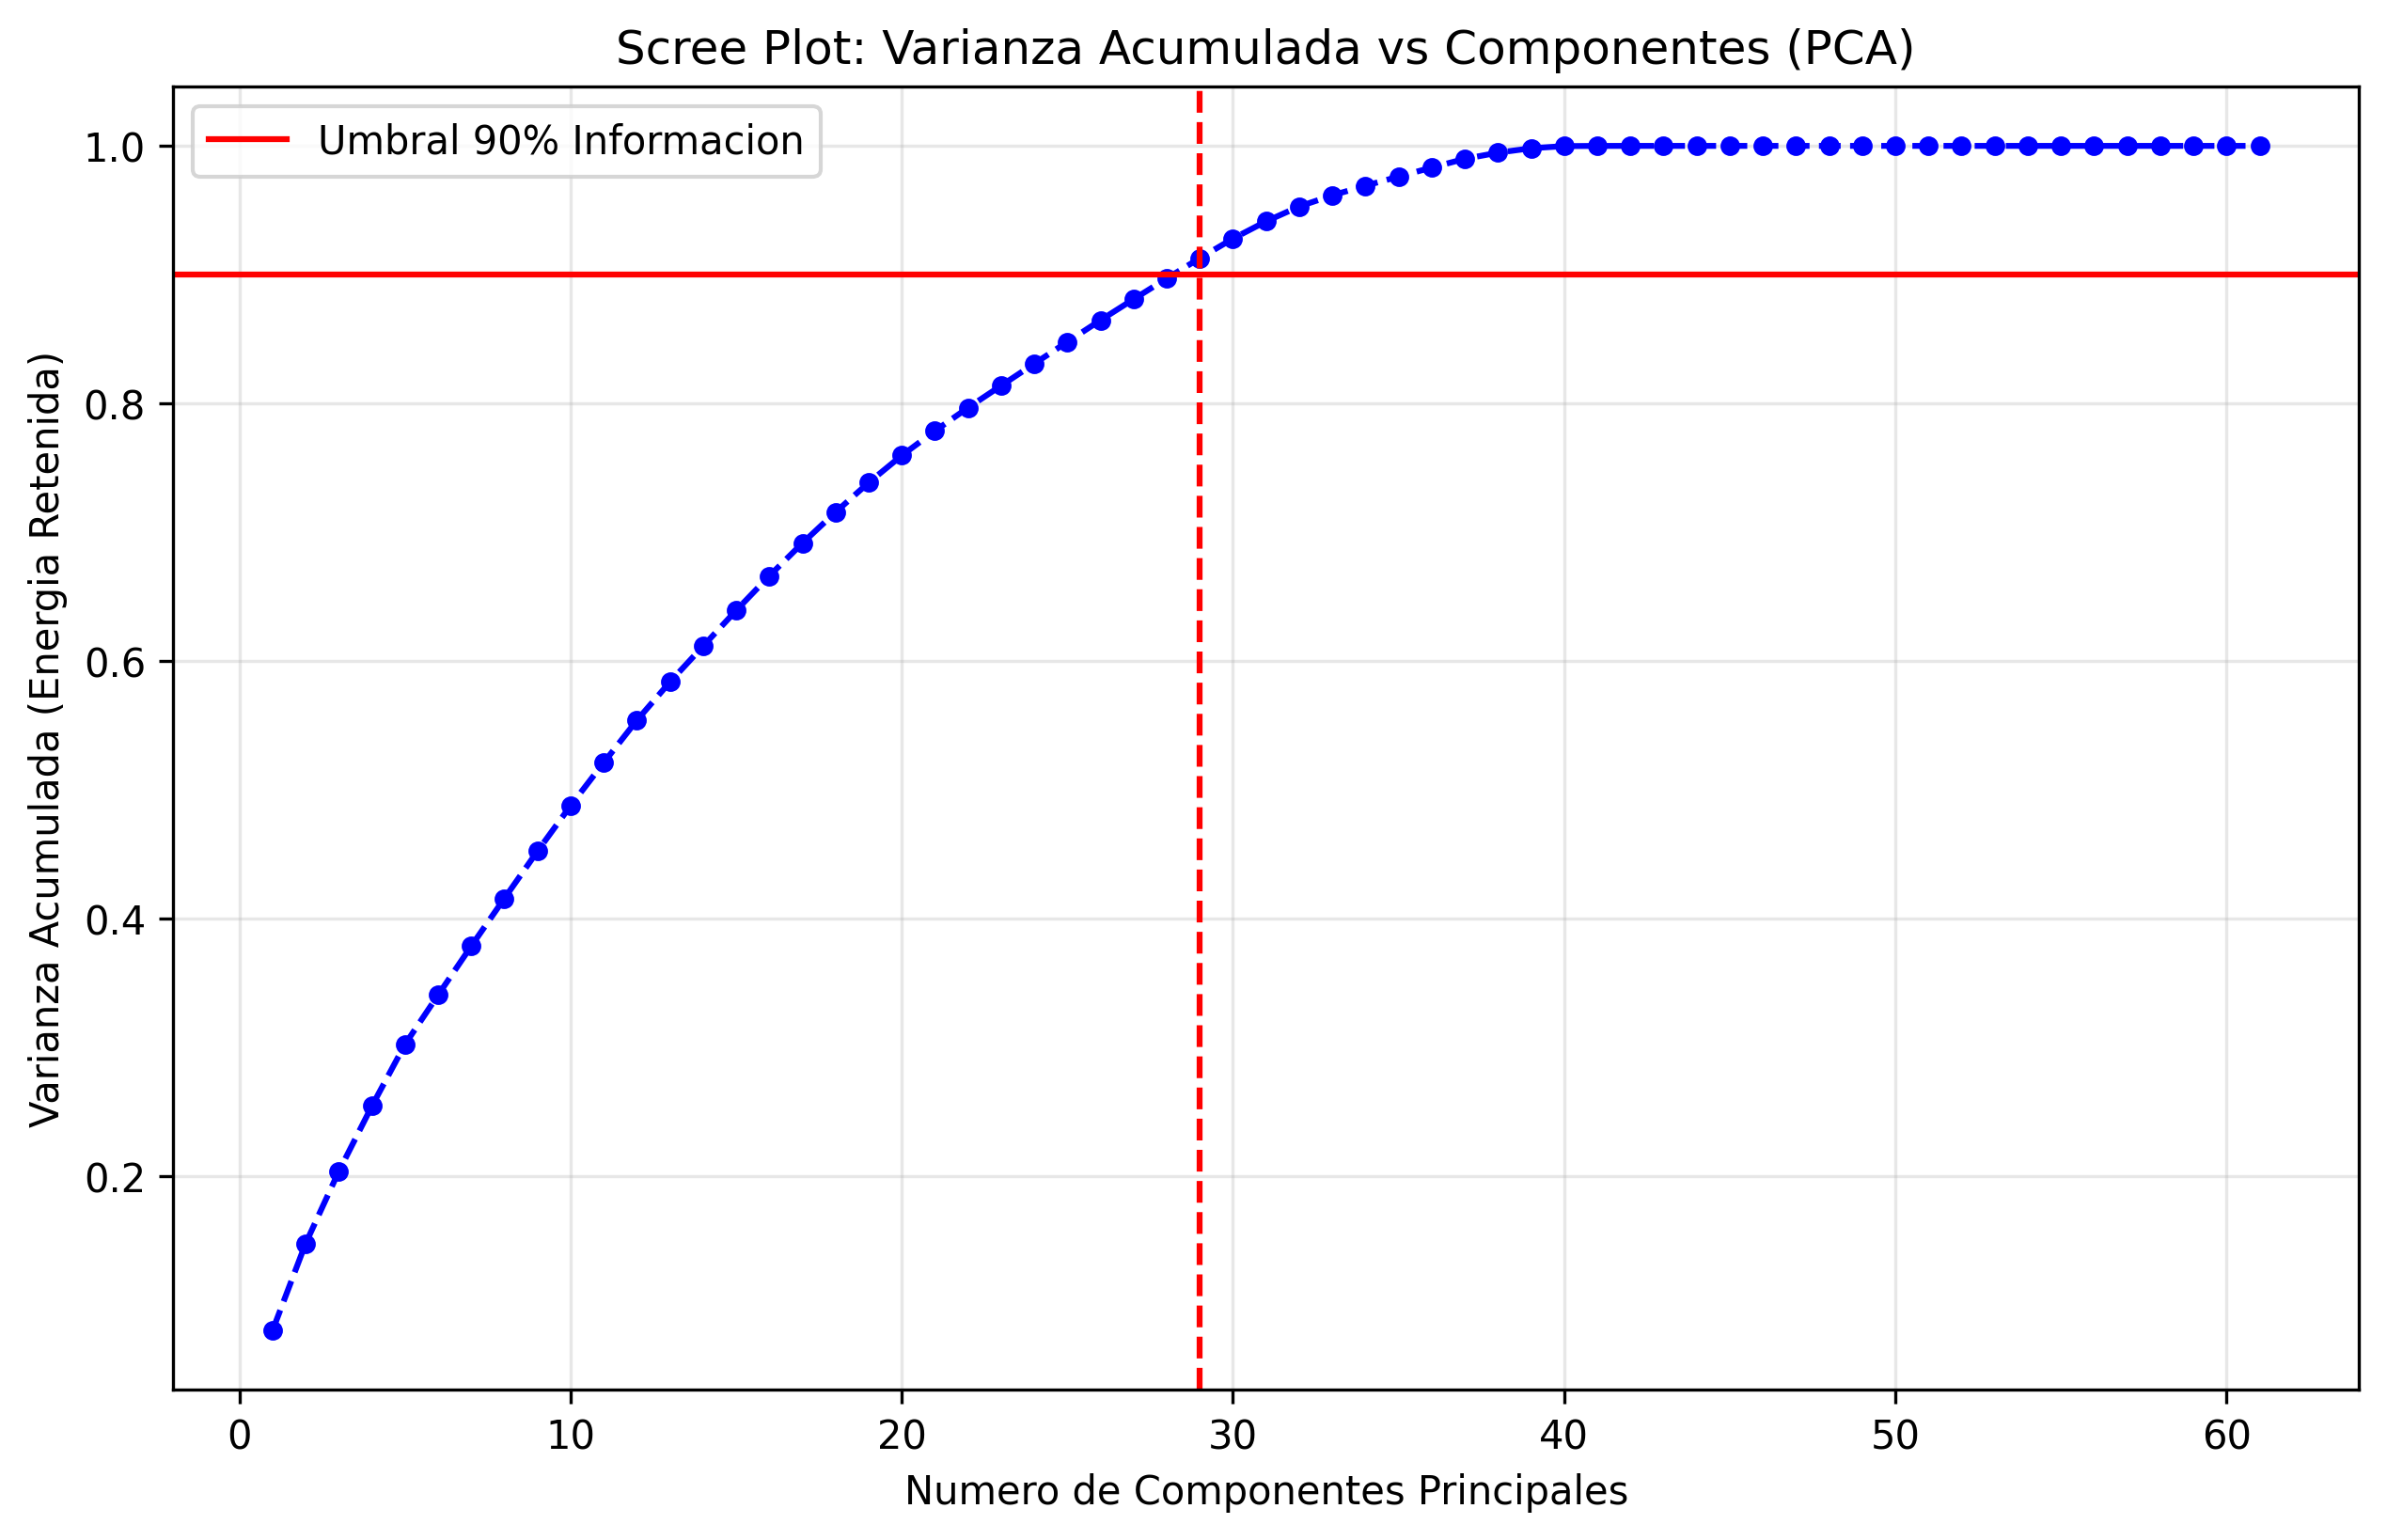 Scree Plot: Varianza Acumulada vs Componentes (PCA)
Umbral 90% Informacion
Varianza Acumulada (Energia Retenida)
1.0
0.8
0.6
0.4
0.2
0 10 20 30 40 50 60
Numero de Componentes Principales